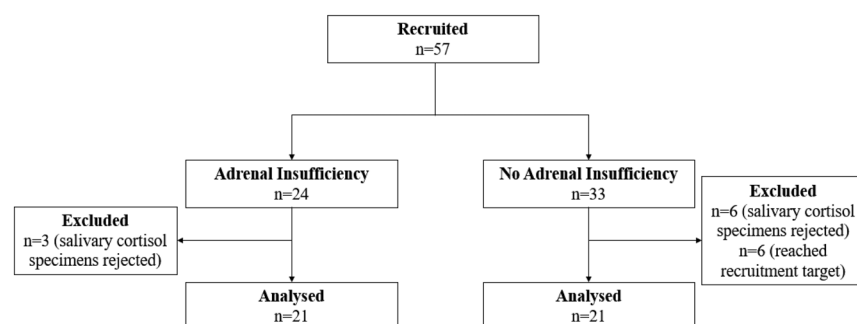 Recruited
n=57
Adrenal Insufficiency
n=24
No Adrenal Insufficiency
n=33
Excluded
n=3 (salivary cortisol
specimens rejected)
Excluded
n=6 (salivary cortisol
specimens rejected)
n=6 (reached
recruitment target)
Analysed
n=21
Analysed
n=21